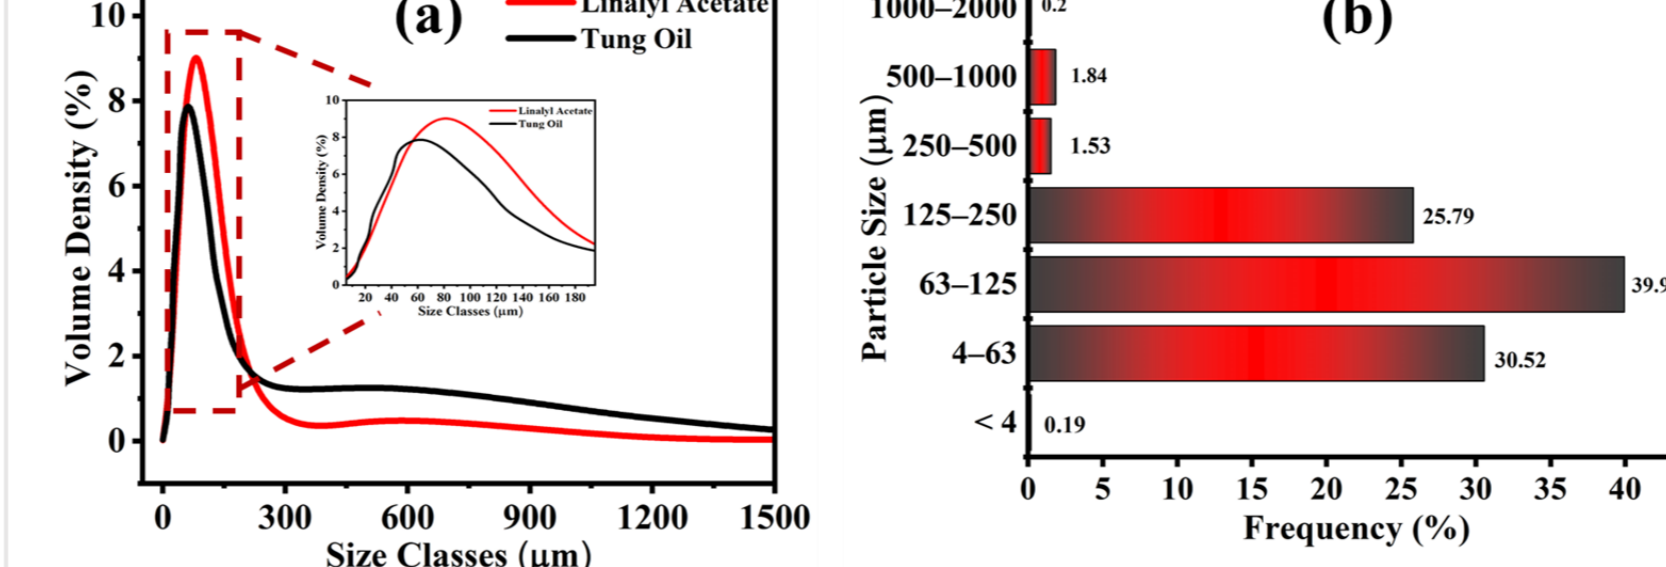 (a)
Linalyl Acetate
Tung Oil
Volume Density (%)
10
8
6
4
2
0
0 300 600 900 1200 1500
Size Classes (μm)
Linalyl Acetate
Tung Oil
Volume Density (%)
10
8
6
4
2
0
20 40 60 80 100 120 140 160 180
Size Classes (μm)
(b)
Particle Size (μm)
1000–2000 0.2
500–1000 1.84
250–500 1.53
125–250 25.79
63–125 39.9
4–63 30.52
< 4 0.19
0 5 10 15 20 25 30 35 40
Frequency (%)